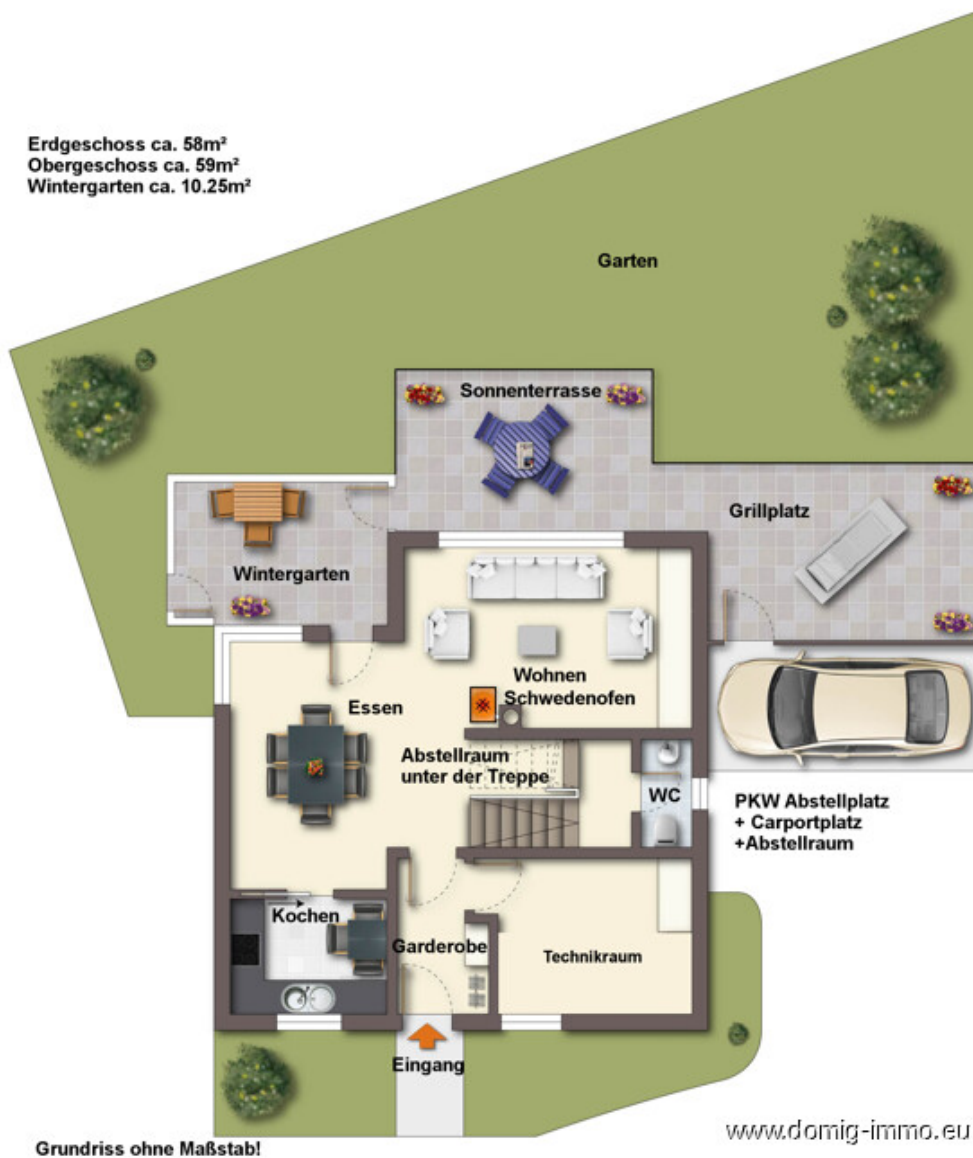 Erdgeschoss ca. 58m²
Obergeschoss ca. 59m²
Wintergarten ca. 10.25m²
Garten
Sonnenterrasse
Grillplatz
Wintergarten
Wohnen
Schwedenofen
Essen
Abstellraum
unter der Treppe
WC
PKW Abstellplatz
+ Carportplatz
+Abstellraum
Kochen
Garderobe
Technikraum
Eingang
www.domig-immo.eu
Grundriss ohne Maßstab!